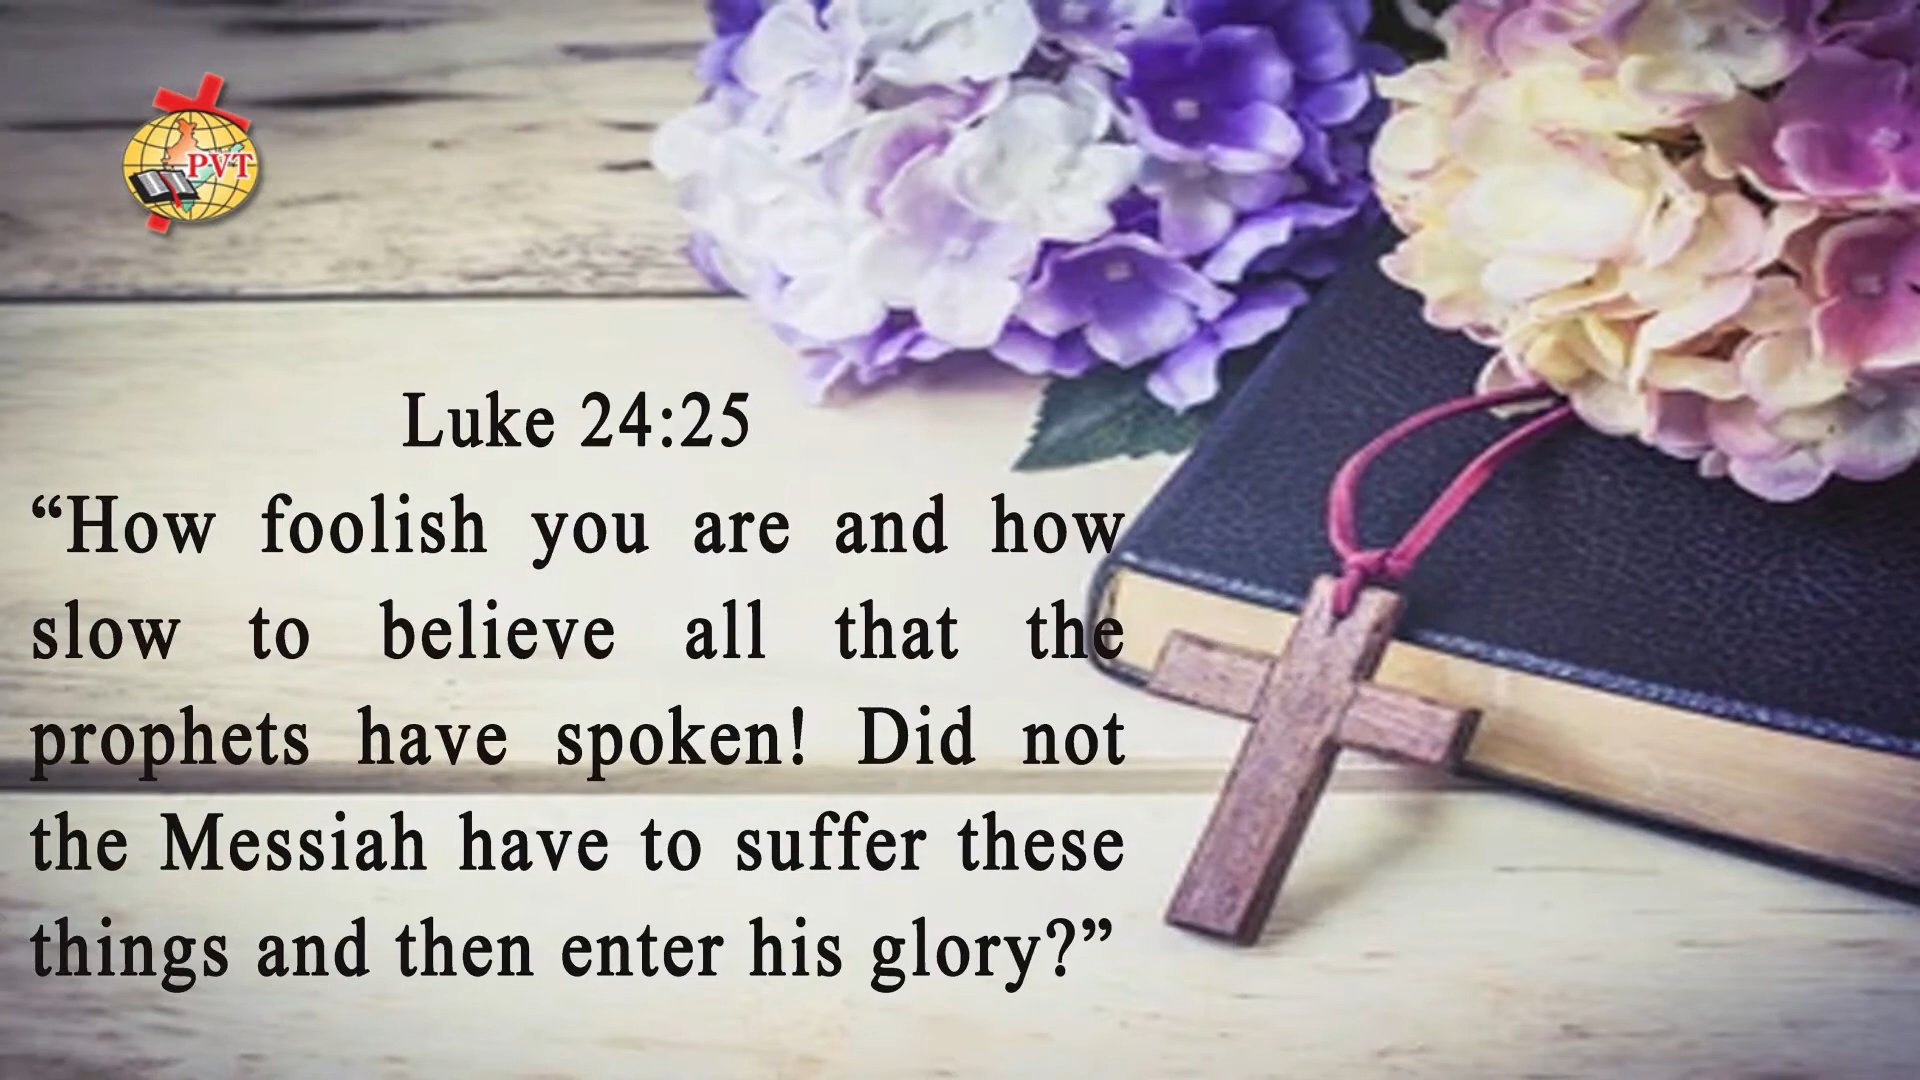 PVT
Luke 24:25
“How foolish you are and how
slow to believe all that the
prophets have spoken! Did not
the Messiah have to suffer these
things and then enter his glory?”